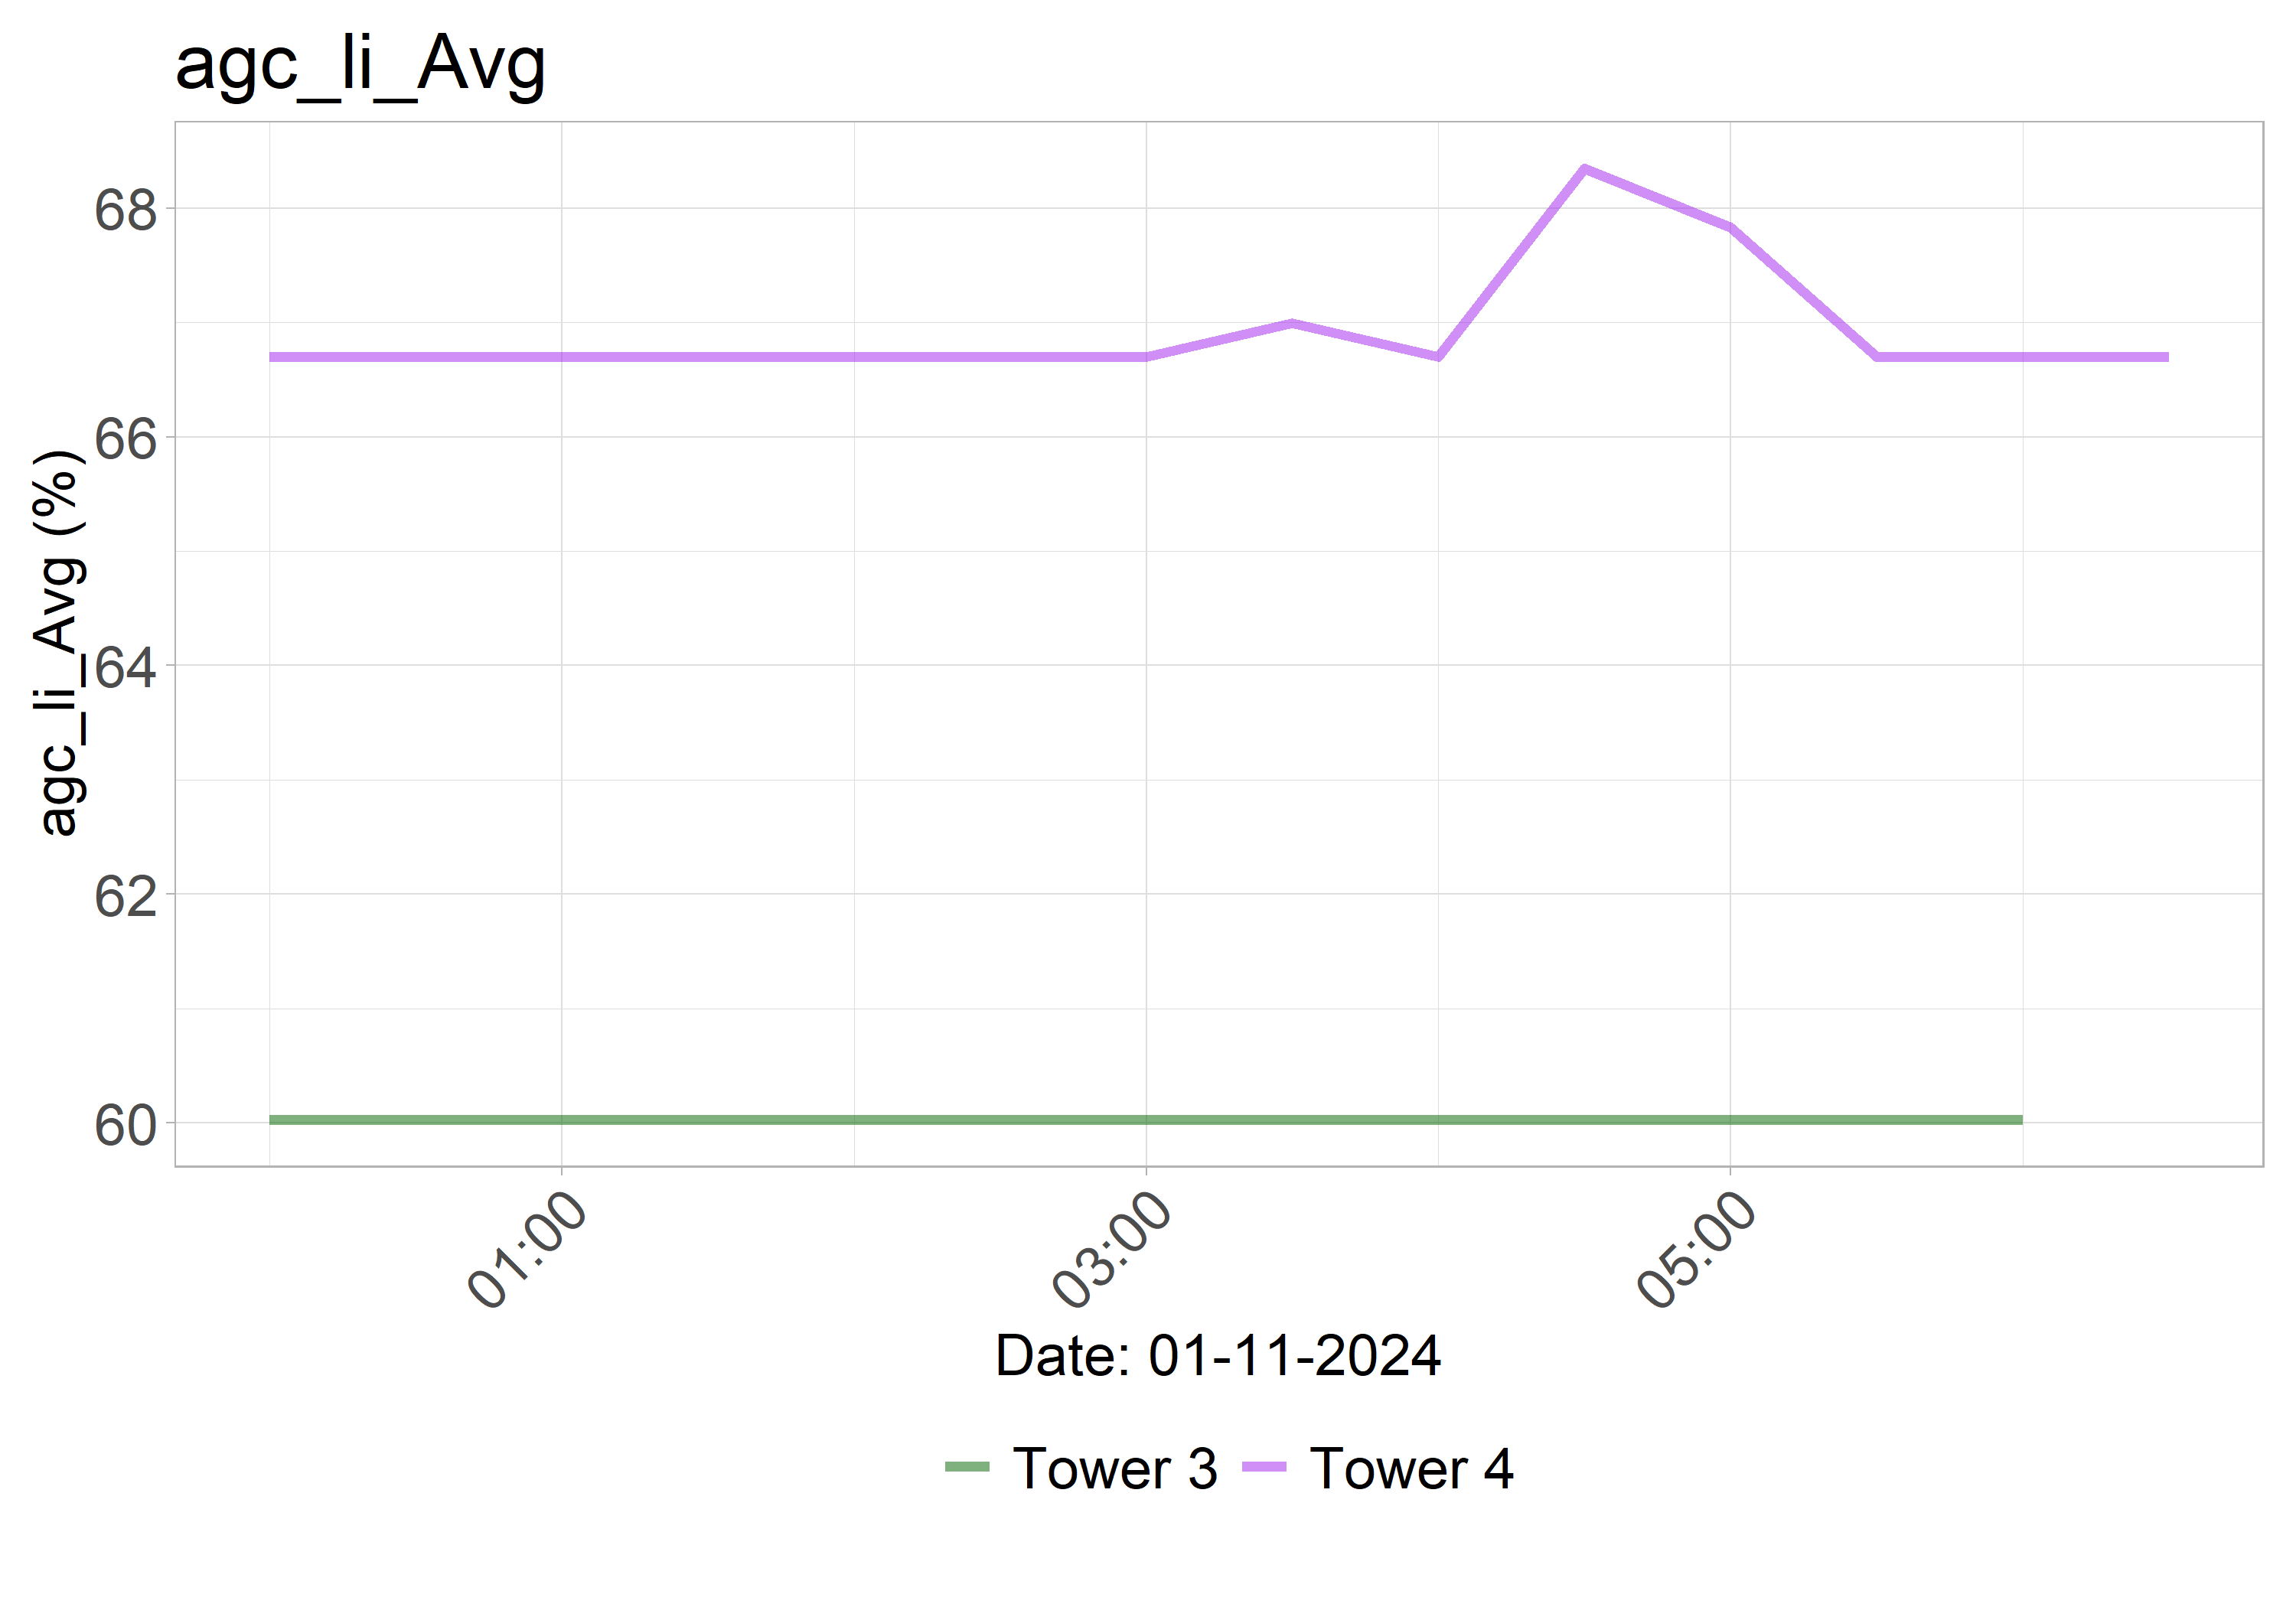 agc_li_Avg
agc_li_Avg (%)
68
66
64
62
60
01:00 03:00 05:00
Date: 01-11-2024
Tower 3 Tower 4